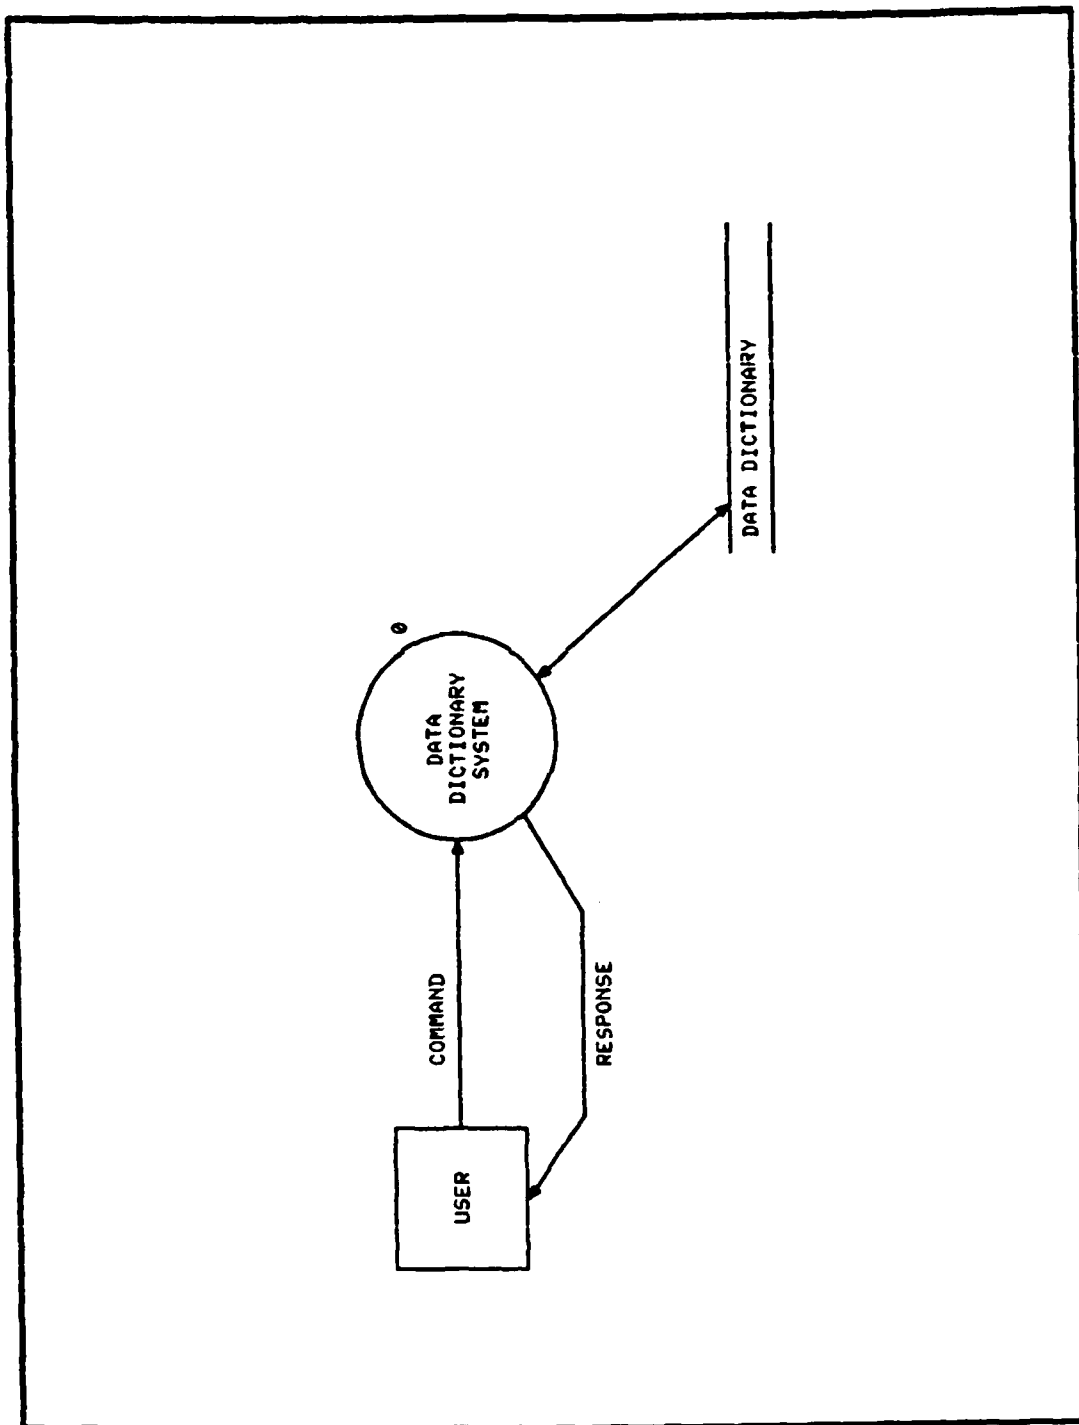 USER
COMMAND
RESPONSE
DATA
DICTIONARY
SYSTEM
0
DATA DICTIONARY